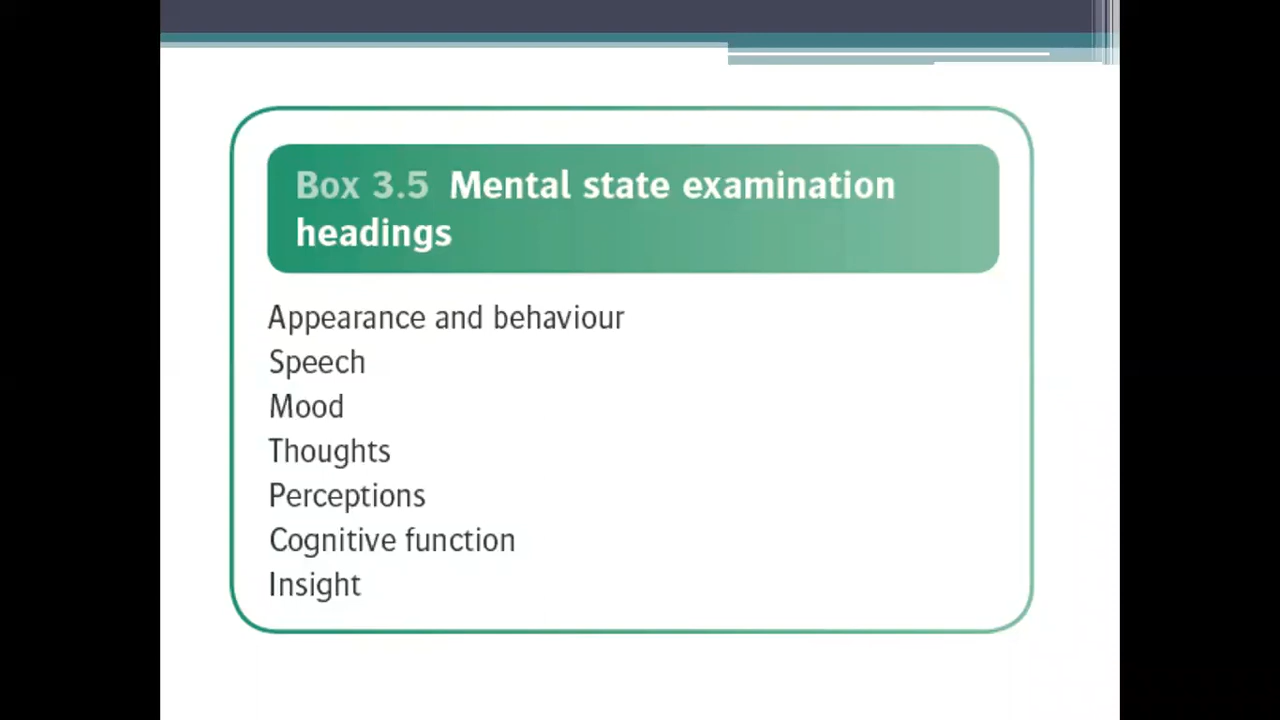 Box 3.5 Mental state examination
headings
Appearance and behaviour
Speech
Mood
Thoughts
Perceptions
Cognitive function
Insight